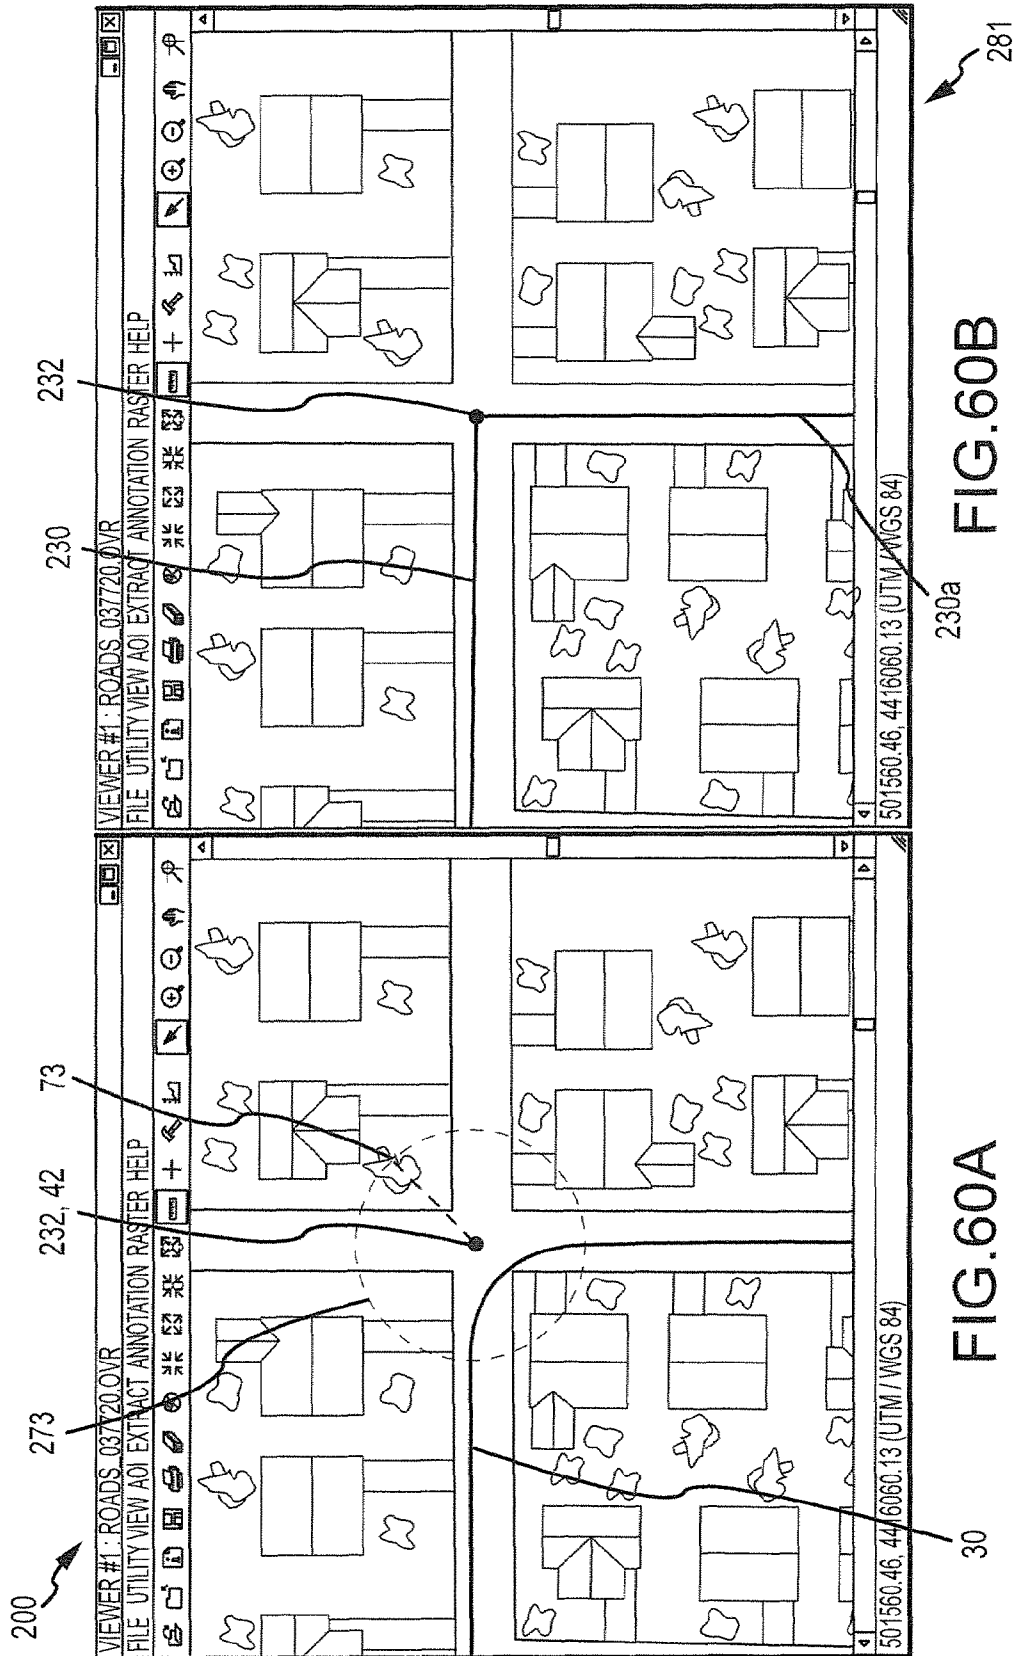 200
273
232, 42
73
VIEWER #1 : ROADS_037720.OVR
FILE UTILITY VIEW AOI EXTRACT ANNOTATION RASTER HELP
501560.46, 4416060.13 (UTM / WGS 84)
30
FIG.60A
230
232
VIEWER #1 : ROADS_037720.OVR
FILE UTILITY VIEW AOI EXTRACT ANNOTATION RASTER HELP
501560.46, 4416060.13 (UTM / WGS 84)
230a
281
FIG.60B